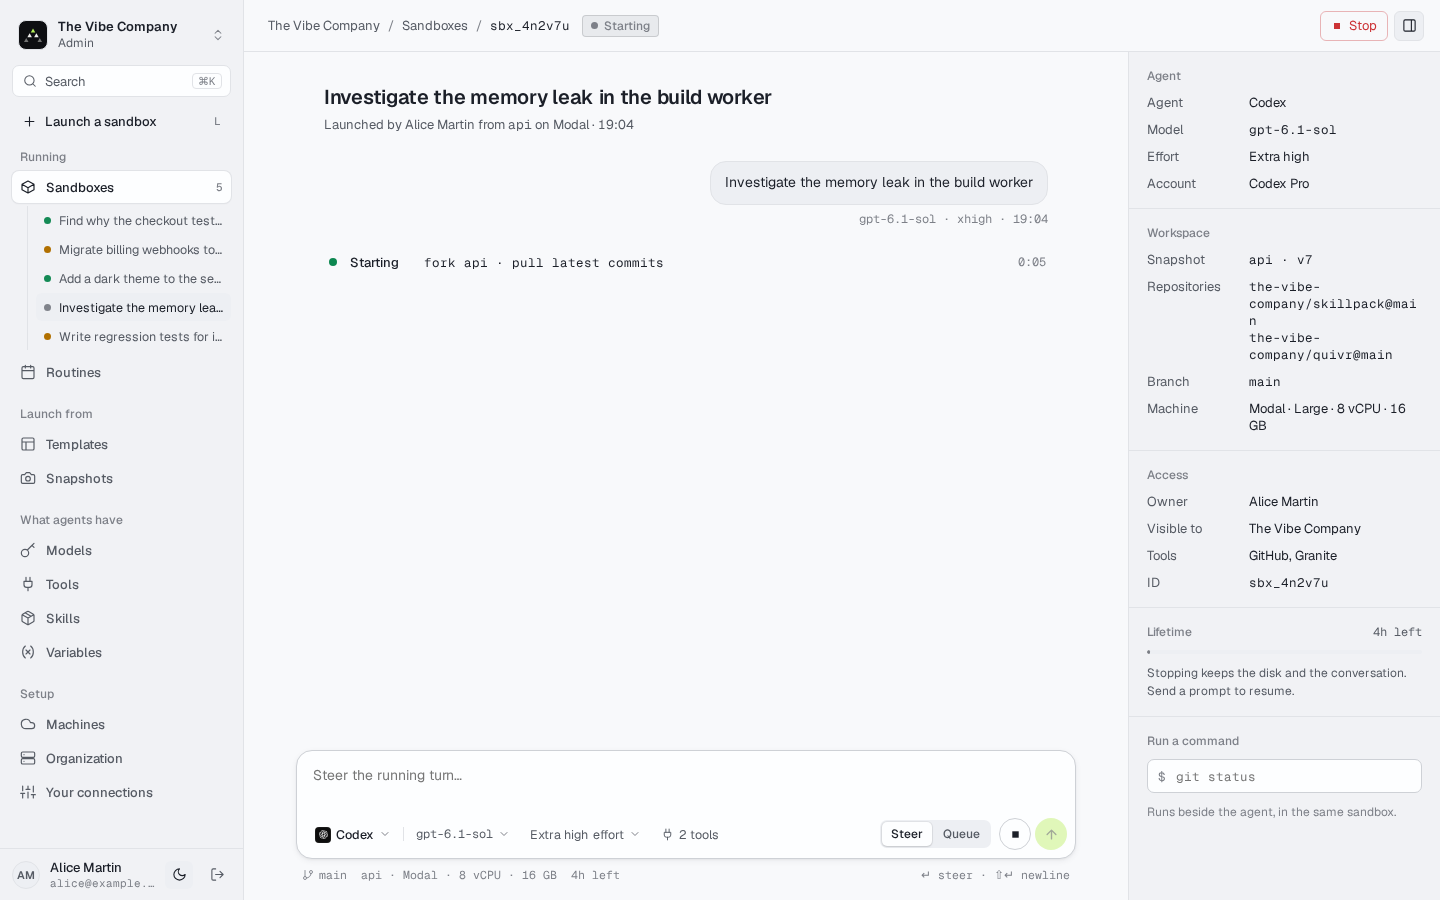 The Vibe Company
Admin
Search ⌘K
Launch a sandbox L
Running
Sandboxes 5
Find why the checkout test…
Migrate billing webhooks to…
Add a dark theme to the se…
Investigate the memory lea…
Write regression tests for i…
Routines
Launch from
Templates
Snapshots
What agents have
Models
Tools
Skills
Variables
Setup
Machines
Organization
Your connections
AM
Alice Martin
alice@example.…
The Vibe Company / Sandboxes / sbx_4n2v7u Starting
Stop
Investigate the memory leak in the build worker
Launched by Alice Martin from api on Modal · 19:04
Investigate the memory leak in the build worker
gpt-6.1-sol · xhigh · 19:04
Starting fork api · pull latest commits 0:05
Steer the running turn…
Codex gpt-6.1-sol Extra high effort 2 tools Steer Queue
main api · Modal · 8 vCPU · 16 GB 4h left ↵ steer · ⇧↵ newline
Agent
Agent Codex
Model gpt-6.1-sol
Effort Extra high
Account Codex Pro
Workspace
Snapshot api · v7
Repositories the-vibe-
company/skillpack@mai
n
the-vibe-
company/quivr@main
Branch main
Machine Modal · Large · 8 vCPU · 16
GB
Access
Owner Alice Martin
Visible to The Vibe Company
Tools GitHub, Granite
ID sbx_4n2v7u
Lifetime 4h left
Stopping keeps the disk and the conversation.
Send a prompt to resume.
Run a command
$ git status
Runs beside the agent, in the same sandbox.